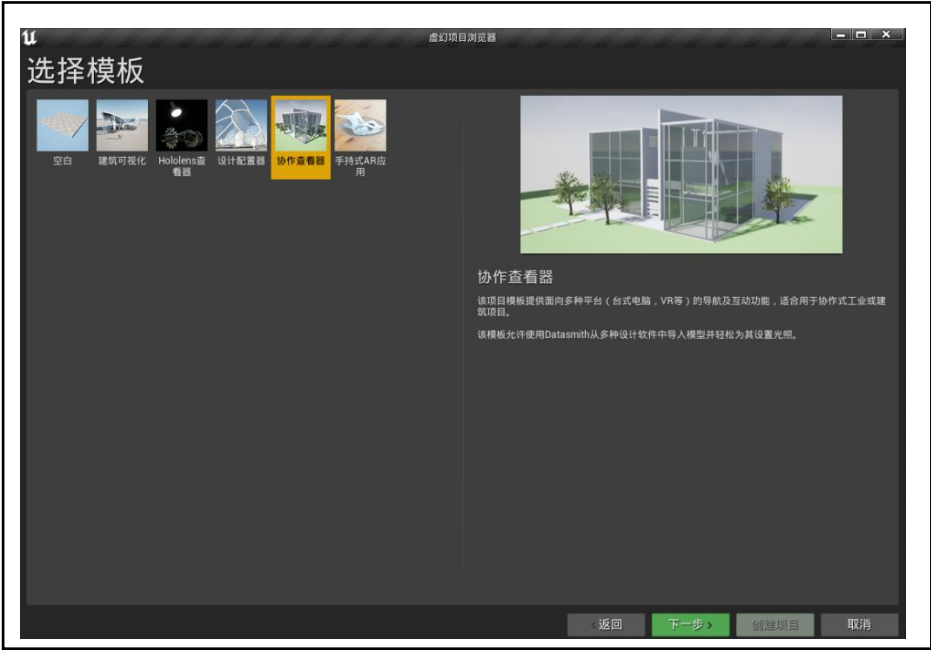 虚幻项目浏览器
选择模板
空白
建筑可视化
Hololens查
看器
设计配置器
协作查看器
手持式AR应
用
协作查看器
该项目模板提供面向多种平台(台式电脑,VR等)的导航及互动功能,适合用于协作式工业或建
筑项目。
该模板允许使用Datasmith从多种设计软件中导入模型并轻松为其设置光照。
返回
下一步
创建项目
取消